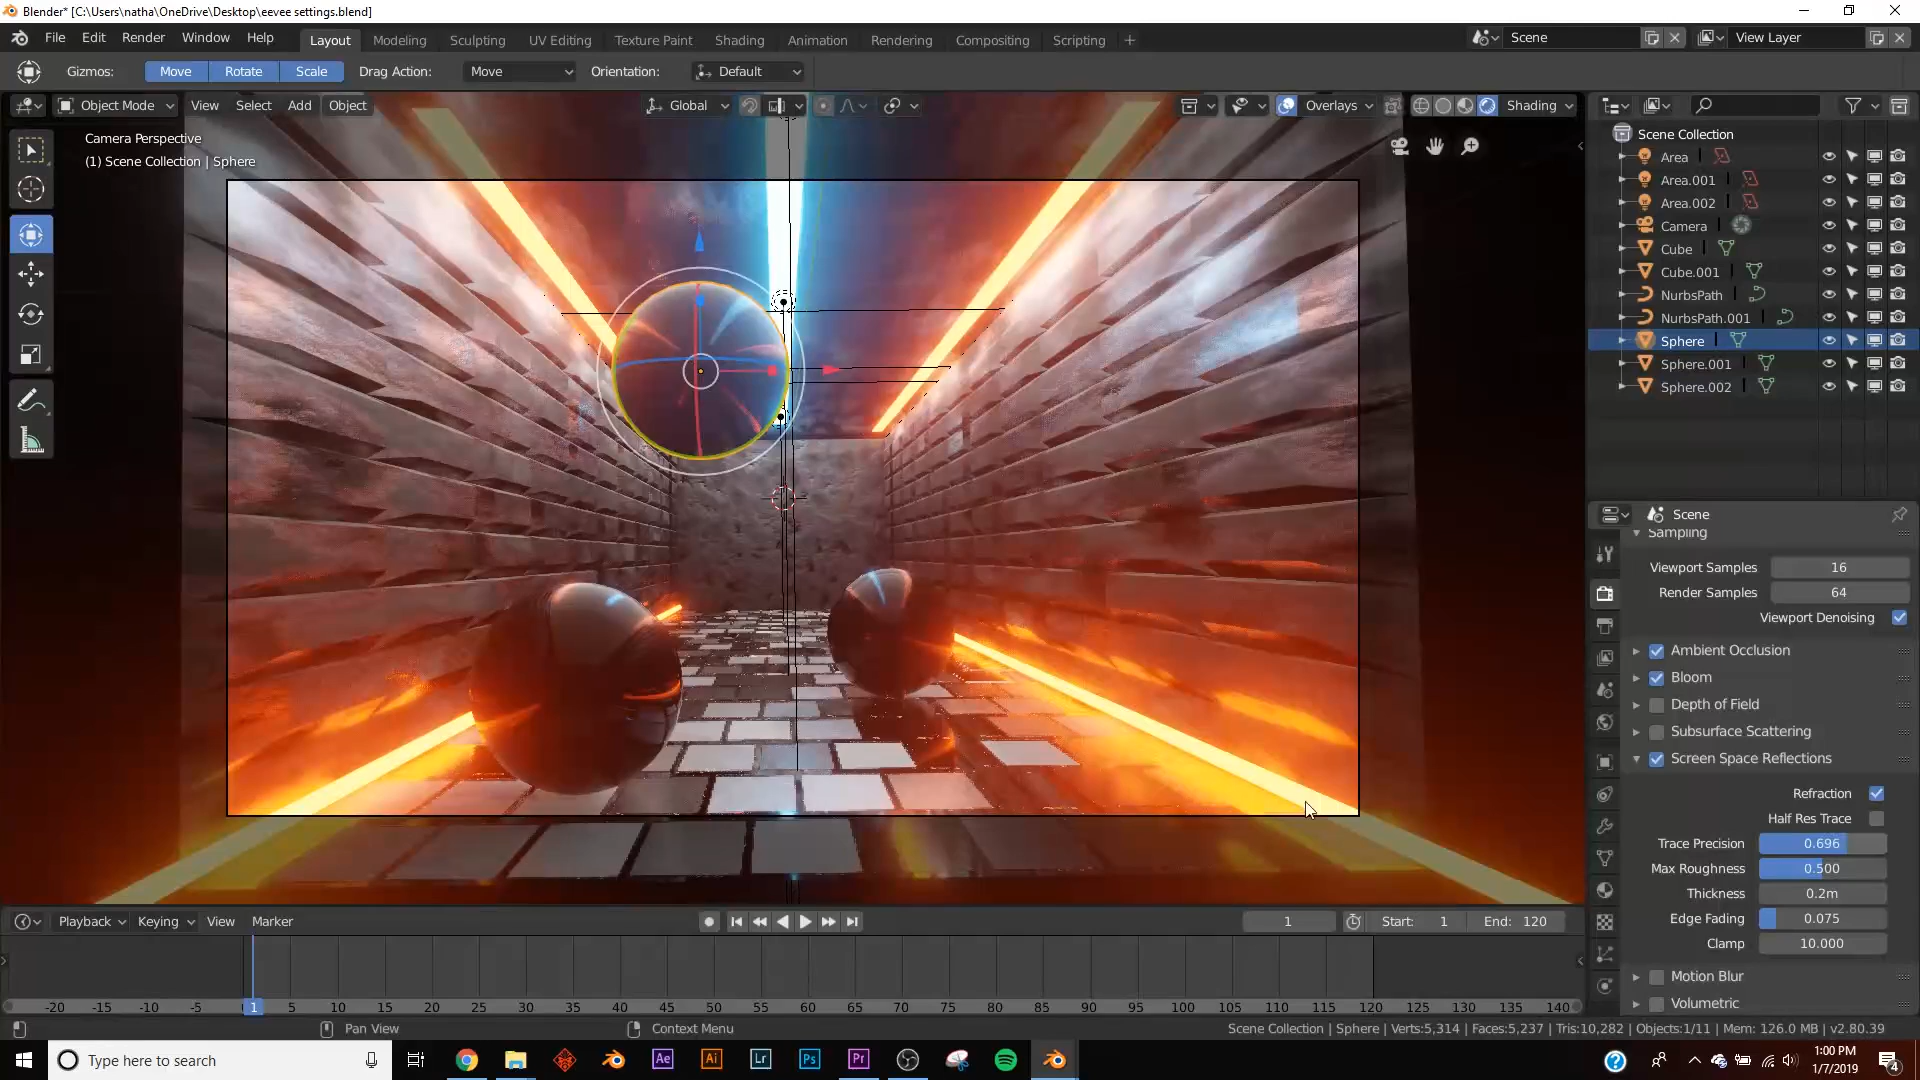 Blender* [C:\Users\natha\OneDrive\Desktop\eevee settings.blend]
File Edit Render Window Help Layout Modeling Sculpting UV Editing Texture Paint Shading Animation Rendering Compositing Scripting + Scene View Layer
Gizmos: Move Rotate Scale Drag Action: Move Orientation: Default
Object Mode View Select Add Object Global Overlays Shading
Camera Perspective
(1) Scene Collection | Sphere
Scene Collection
Area
Area.001
Area.002
Camera
Cube
Cube.001
NurbsPath
NurbsPath.001
Sphere
Sphere.001
Sphere.002
Scene
Sampling
Viewport Samples 16
Render Samples 64
Viewport Denoising
Ambient Occlusion
Bloom
Depth of Field
Subsurface Scattering
Screen Space Reflections
Refraction
Half Res Trace
Trace Precision 0.696
Max Roughness 0.500
Thickness 0.2m
Edge Fading 0.075
Clamp 10.000
Motion Blur
Volumetric
Playback Keying View Marker 1 Start: 1 End: 120
-20 -15 -10 -5 1 5 10 15 20 25 30 35 40 45 50 55 60 65 70 75 80 85 90 95 100 105 110 115 120 125 130 135 140
Pan View Context Menu Scene Collection | Sphere | Verts:5,314 | Faces:5,237 | Tris:10,282 | Objects:1/11 | Mem: 126.0 MB | v2.80.39
Type here to search Ae Ai Lr Ps Pr
1:00 PM
1/7/2019
4